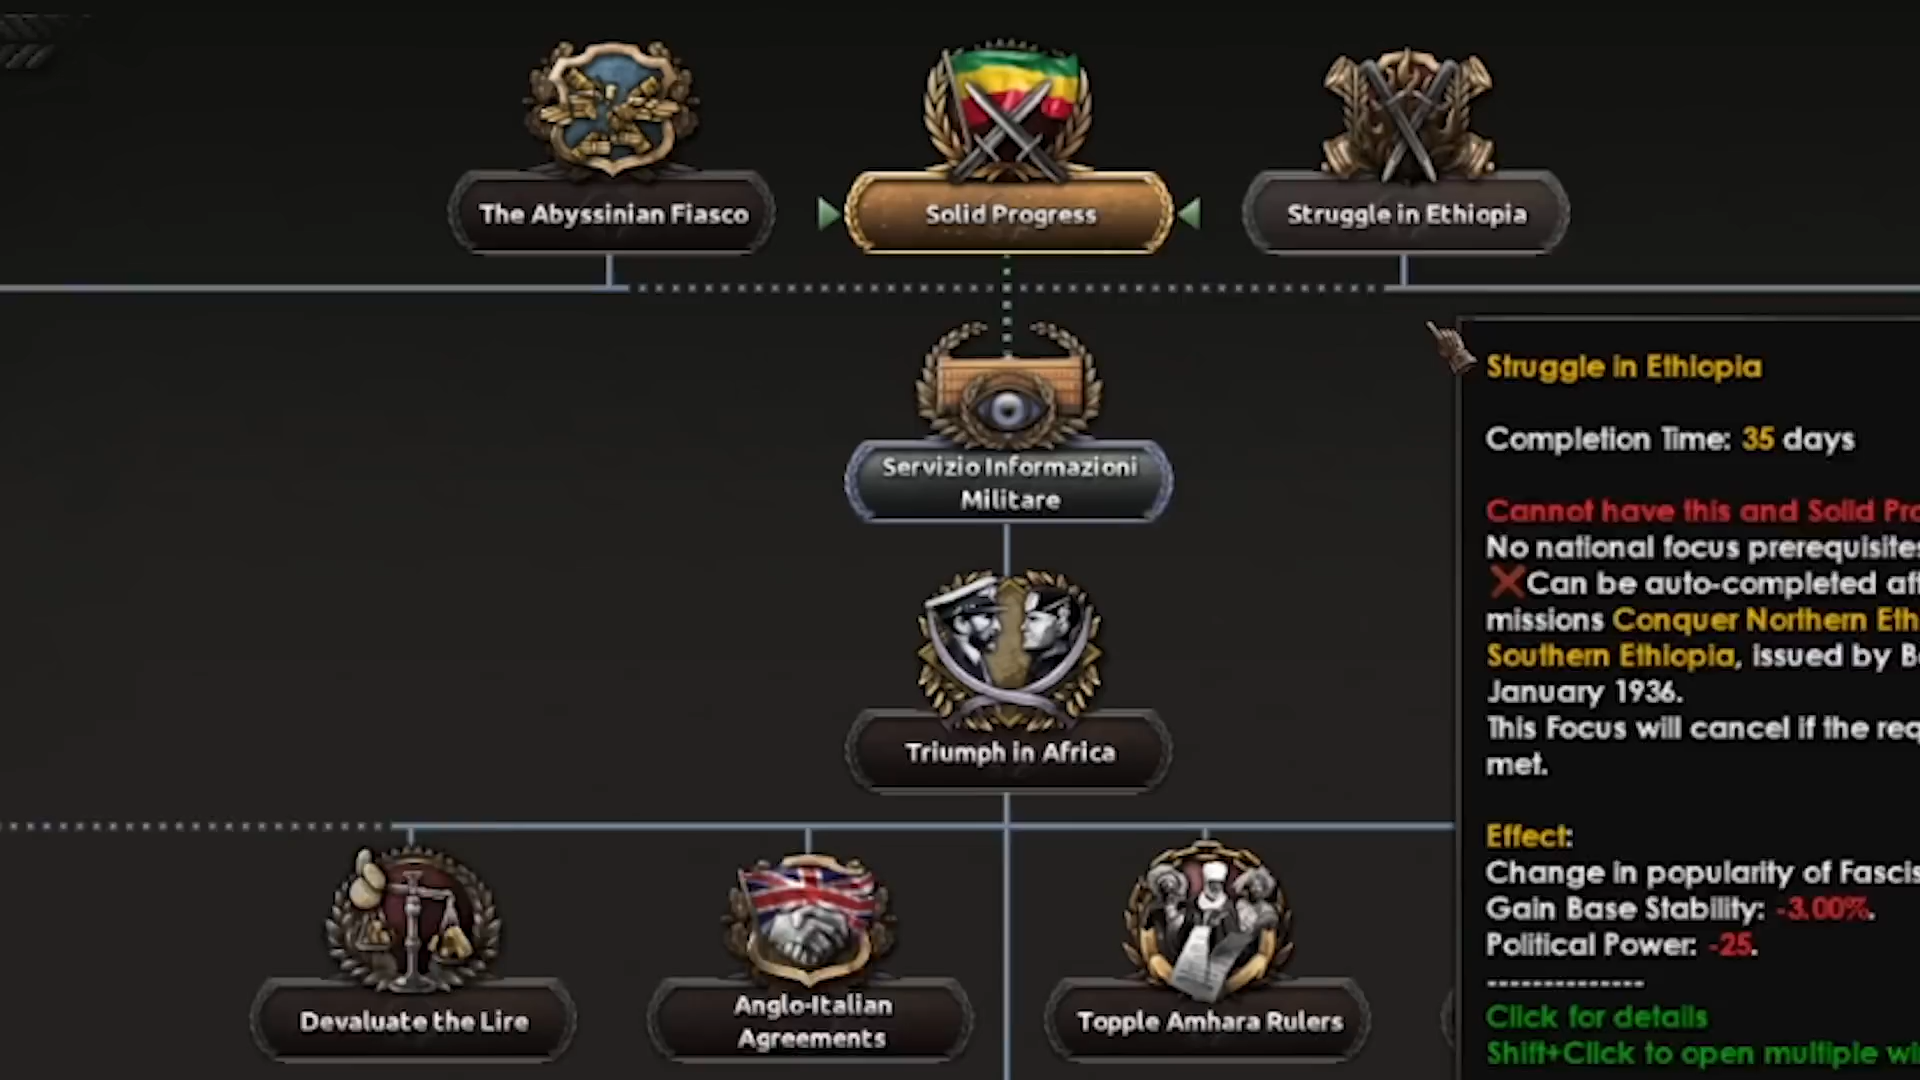 The Abyssinian Fiasco
Solid Progress
Struggle in Ethiopia
Servizio Informazioni
Militare
Triumph in Africa
Devaluate the Lire
Anglo-Italian
Agreements
Topple Amhara Rulers
Struggle in Ethiopia
Completion Time: 35 days
Cannot have this and Solid Pro
No national focus prerequisites
Can be auto-completed aft
missions Conquer Northern Eth
Southern Ethiopia, issued by B
January 1936.
This Focus will cancel if the req
met.
Effect:
Change in popularity of Fascis
Gain Base Stability: -3.00%.
Political Power: -25.
--------------
Click for details
Shift+Click to open multiple wi